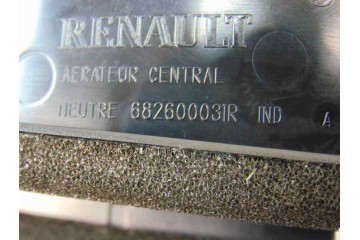 RENAULT
AERATEUR CENTRAL
NEUTRE 682600031R IND A